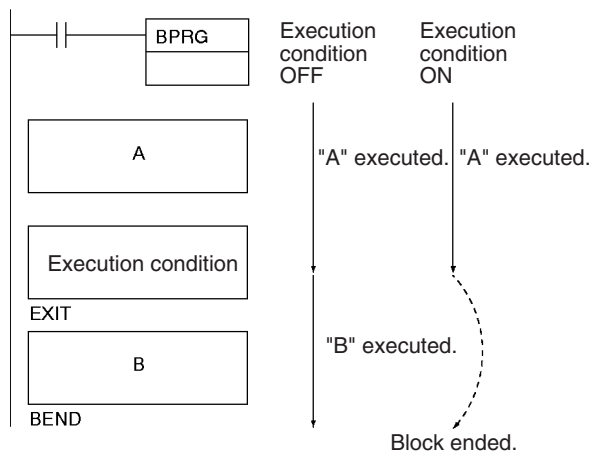 BPRG
Execution
condition
OFF
Execution
condition
ON
A
"A" executed.
"A" executed.
Execution condition
EXIT
B
"B" executed.
BEND
Block ended.